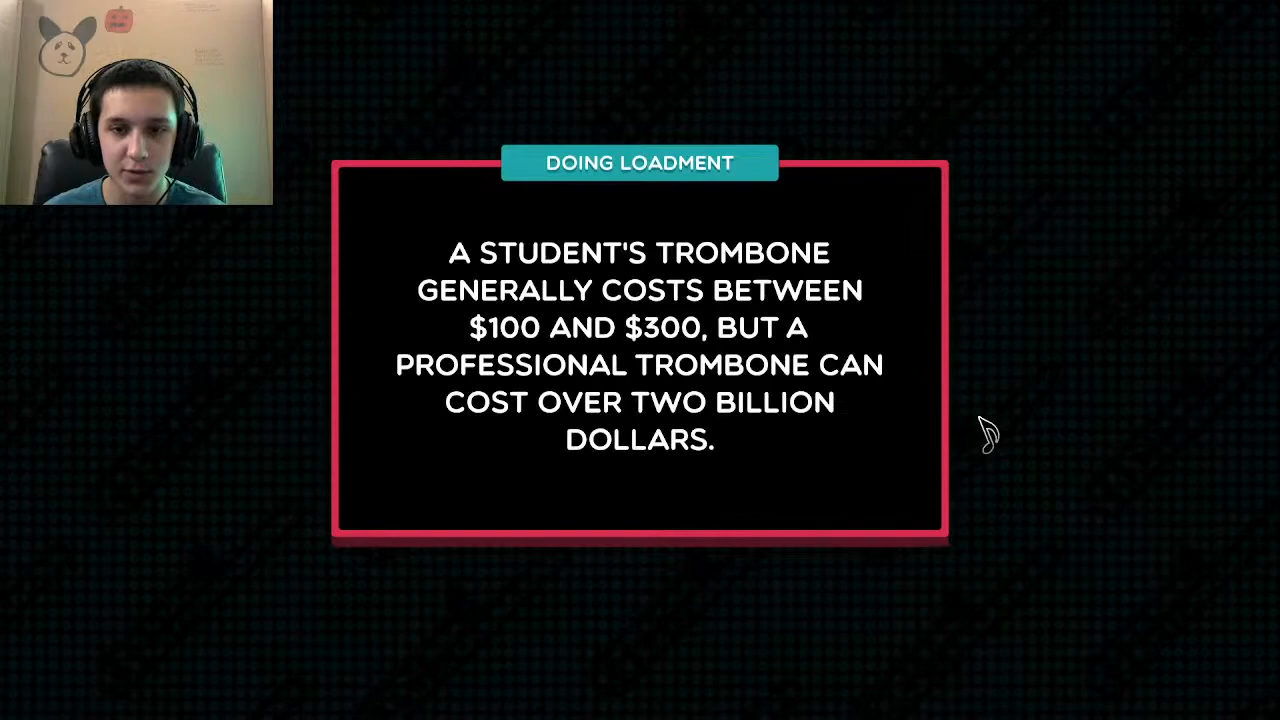 DOING LOADMENT
A STUDENT'S TROMBONE
GENERALLY COSTS BETWEEN
$100 AND $300, BUT A
PROFESSIONAL TROMBONE CAN
COST OVER TWO BILLION
DOLLARS.